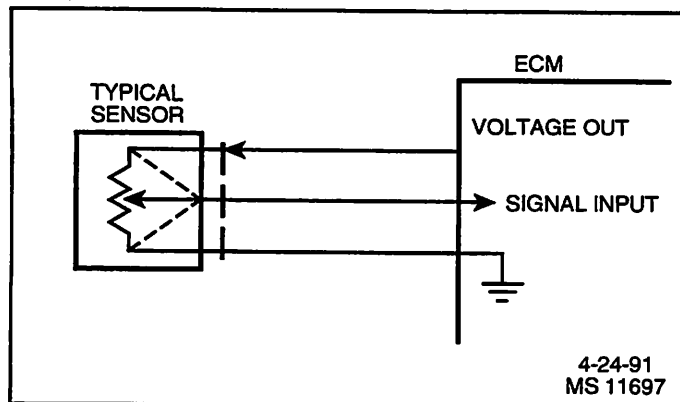 ECM
TYPICAL
SENSOR
VOLTAGE OUT
SIGNAL INPUT
4-24-91
MS 11697